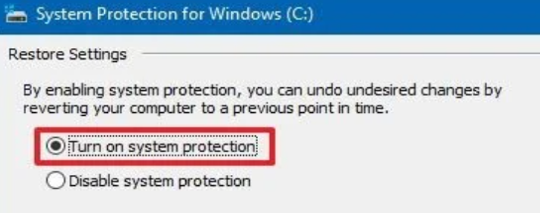 System Protection for Windows (C:)
Restore Settings
By enabling system protection, you can undo undesired changes by
reverting your computer to a previous point in time.
Turn on system protection
Disable system protection